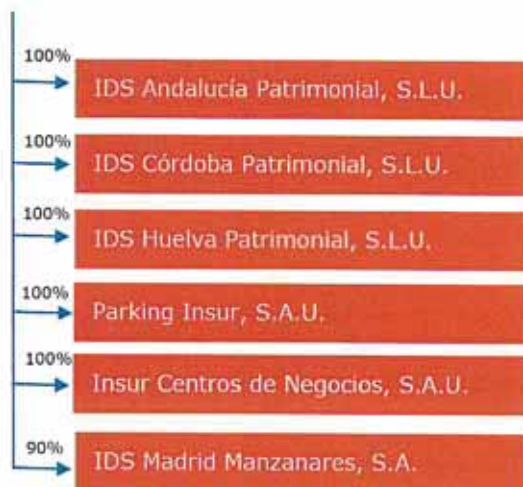 100%
IDS Andalucía Patrimonial, S.L.U.
100%
IDS Córdoba Patrimonial, S.L.U.
100%
IDS Huelva Patrimonial, S.L.U.
100%
Parking Insur, S.A.U.
100%
Insur Centros de Negocios, S.A.U.
90%
IDS Madrid Manzanares, S.A.